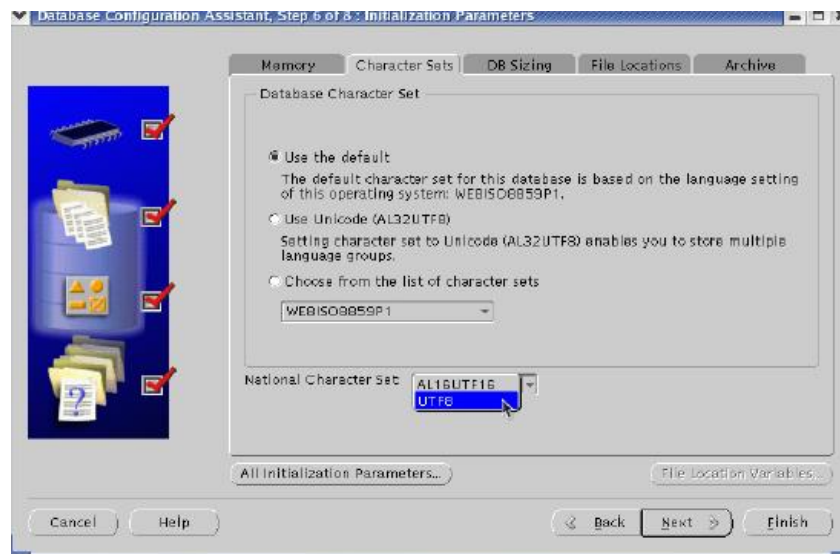 Database Configuration Assistant, Step 6 of 8 : Initialization Parameters
Memory Character Sets DB Sizing File Locations Archive
Database Character Set
Use the default
The default character set for this database is based on the language setting
of this operating system: WE8ISO8859P1.
Use Unicode (AL32UTF8)
Setting character set to Unicode (AL32UTF8) enables you to store multiple
language groups.
Choose from the list of character sets
WE8ISO8859P1
National Character Set:
AL16UTF16
UTF8
?
All Initialization Parameters...
File Location Variables...
Cancel Help Back Next Finish